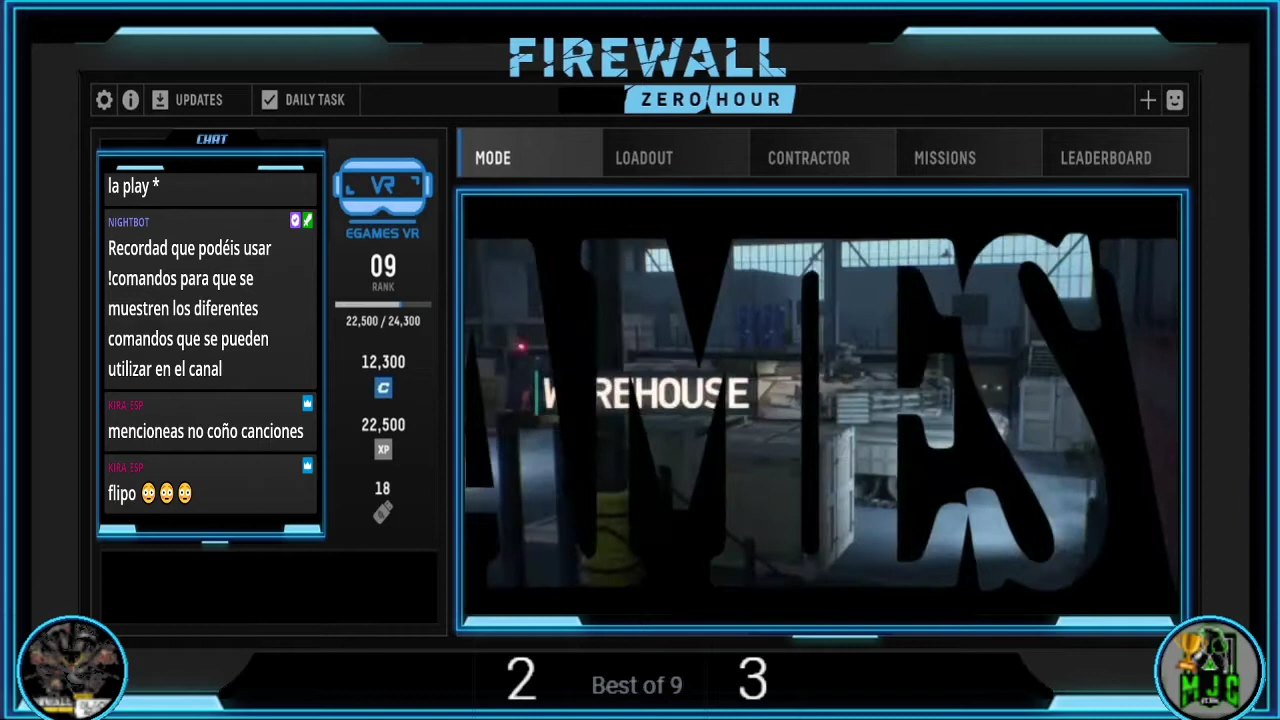 FIREWALL
ZERO HOUR
UPDATES
DAILY TASK
CHAT
la play *
NIGHTBOT
Recordad que podéis usar
!comandos para que se
muestren los diferentes
comandos que se pueden
utilizar en el canal
KIRA_ESP
mencioneas no coño canciones
KIRA_ESP
flipo 😳😳😳
VR
EGAMES VR
09
RANK
22,500 / 24,300
12,300
C
22,500
XP
18
MODE
LOADOUT
CONTRACTOR
MISSIONS
LEADERBOARD
AMES
WAREHOUSE
2
Best of 9
3
MJC